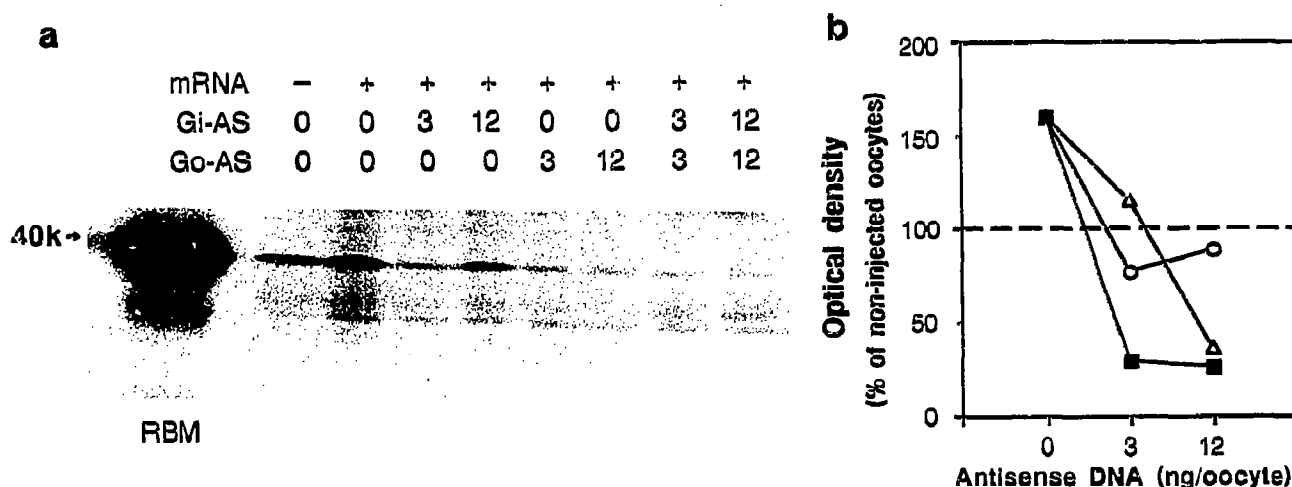 a
mRNA – + + + + + + +
Gi-AS 0 0 3 12 0 0 3 12
Go-AS 0 0 0 0 3 12 3 12
40k→
RBM
b
Optical density
(% of non-injected oocytes)
200
150
100
50
0
0 3 12
Antisense DNA (ng/oocyte)